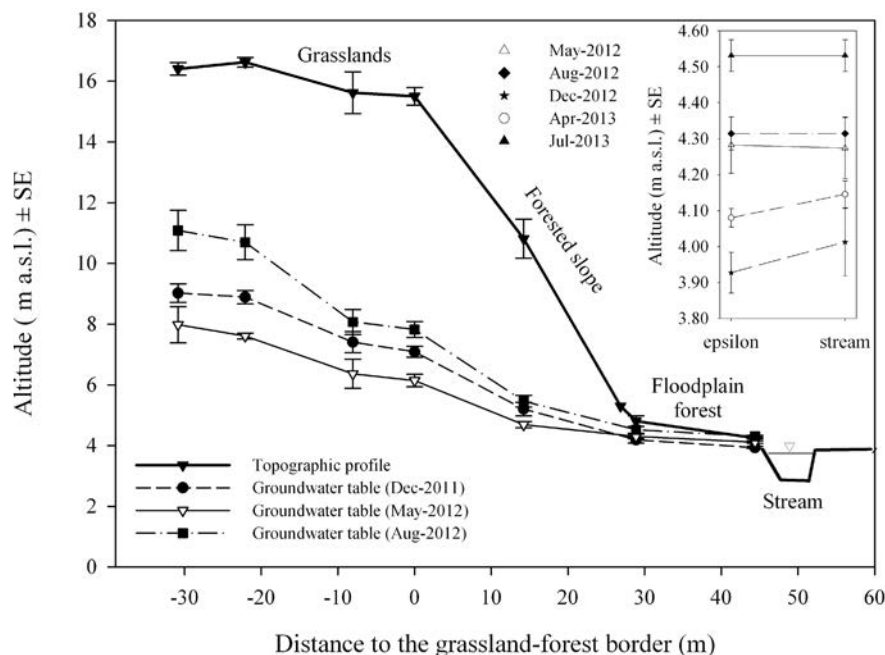 18
16
14
12
10
8
6
4
2
0
Altitude ( m a.s.l.) ± SE
-30
-20
-10
0
10
20
30
40
50
60
Distance to the grassland-forest border (m)
Grasslands
Forested slope
Floodplain
forest
Stream
Topographic profile
Groundwater table (Dec-2011)
Groundwater table (May-2012)
Groundwater table (Aug-2012)
May-2012
Aug-2012
Dec-2012
Apr-2013
Jul-2013
4.60
4.50
4.40
4.30
4.20
4.10
4.00
3.90
3.80
Altitude (m a.s.l.) ± SE
epsilon
stream